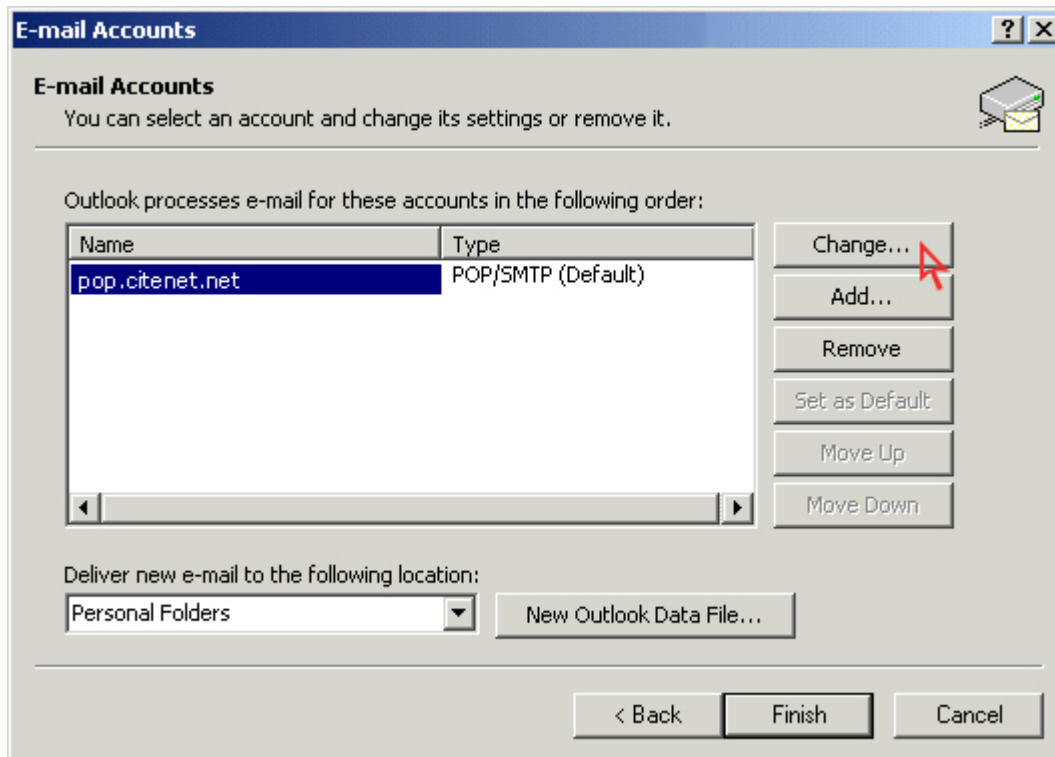 E-mail Accounts
E-mail Accounts
You can select an account and change its settings or remove it.
Outlook processes e-mail for these accounts in the following order:
Name Type
pop.citenet.net POP/SMTP (Default)
Change...
Add...
Remove
Set as Default
Move Up
Move Down
Deliver new e-mail to the following location:
Personal Folders New Outlook Data File...
< Back Finish Cancel